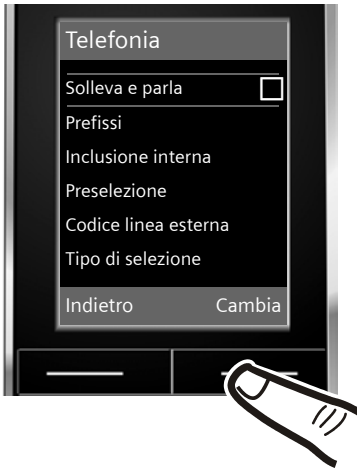 Telefonia
Solleva e parla
Prefissi
Inclusione interna
Preselezione
Codice linea esterna
Tipo di selezione
Indietro Cambia